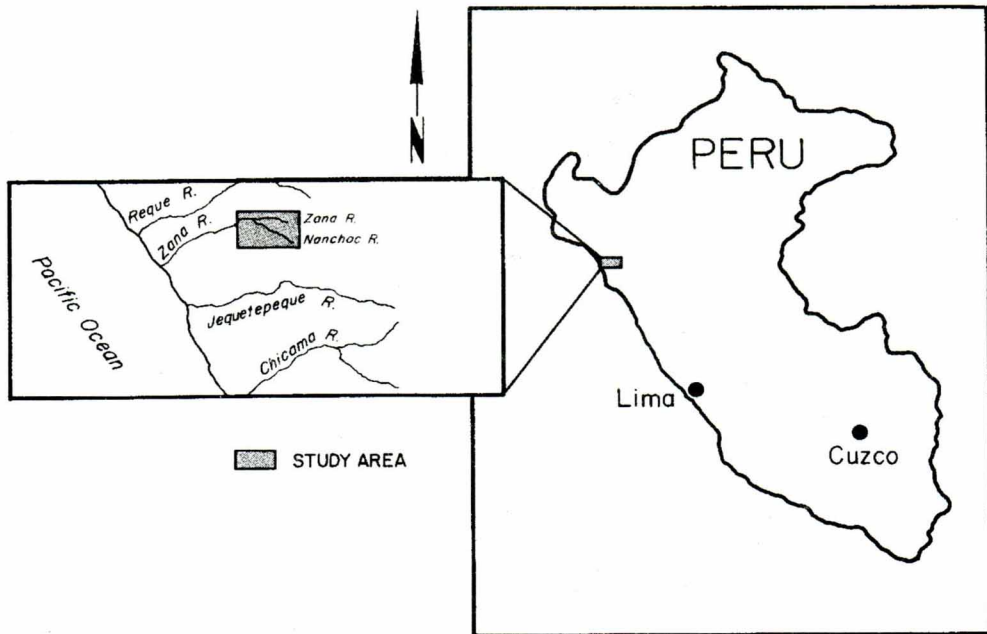 N
PERU
Reque R.
Zana R.
Zana R.
Nanchoc R.
Pacific Ocean
Jequetepeque R.
Chicama R.
Lima
Cuzco
STUDY AREA